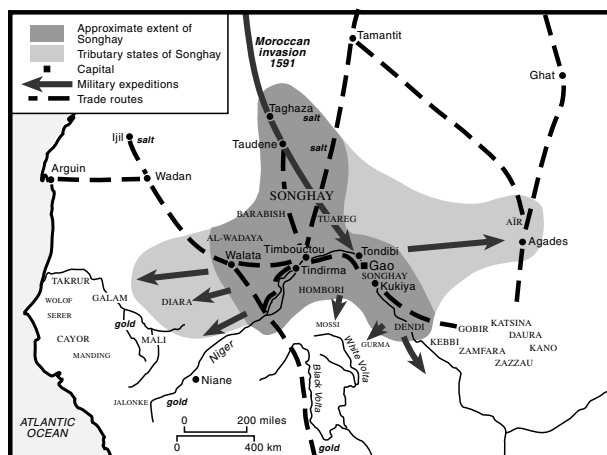 Approximate extent of
Songhay
Tributary states of Songhay
Capital
Military expeditions
Trade routes
Moroccan
invasion
1591
Tamantit
Ghat
Taghaza
salt
Ijil
salt
Taudene
salt
Arguin
Wadan
SONGHAY
BARABISH
TUAREG
AÏR
AL-WADAYA
Timbouctou
Tondibi
Agades
Walata
Gao
TAKRUR
Tindirma
SONGHAY
Kukiya
WOLOF
GALAM
DIARA
HOMBORI
SERER
gold
MOSSI
DENDI
GOBIR
KATSINA
CAYOR
MALI
GURMA
KEBBI
DAURA
MANDING
Niger
White Volta
ZAMFARA
KANO
ZAZZAU
Niane
Black Volta
JALONKE
gold
ATLANTIC
OCEAN
0 200 miles
0 400 km
gold